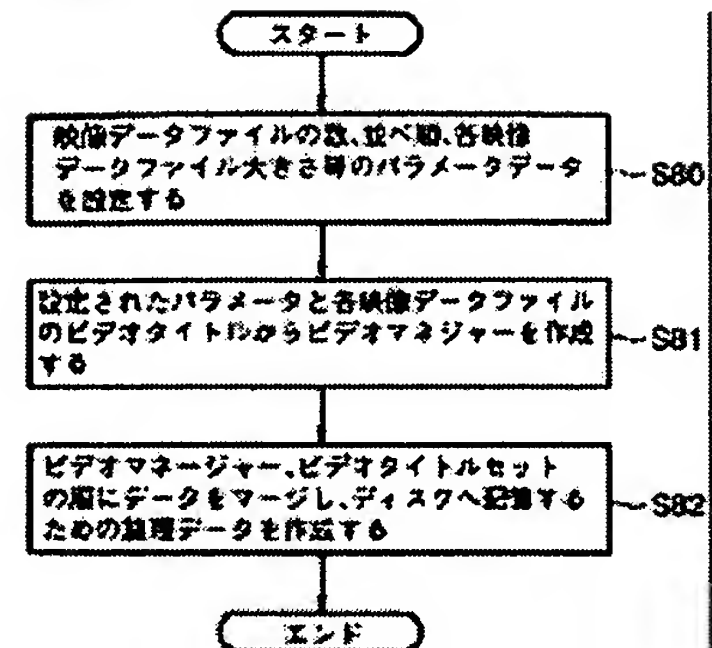 スタート
映像データファイルの数、並べ順、各映像
データファイル大きさ等のパラメータデータ
を設定する
S80
設定されたパラメータと各映像データファイル
のビデオタイトルからビデオマネジャーを作成
する
S81
ビデオマネージャー、ビデオタイトルセット
の順にデータをマージし、ディスクへ記憶する
ための論理データを作成する
S82
エンド